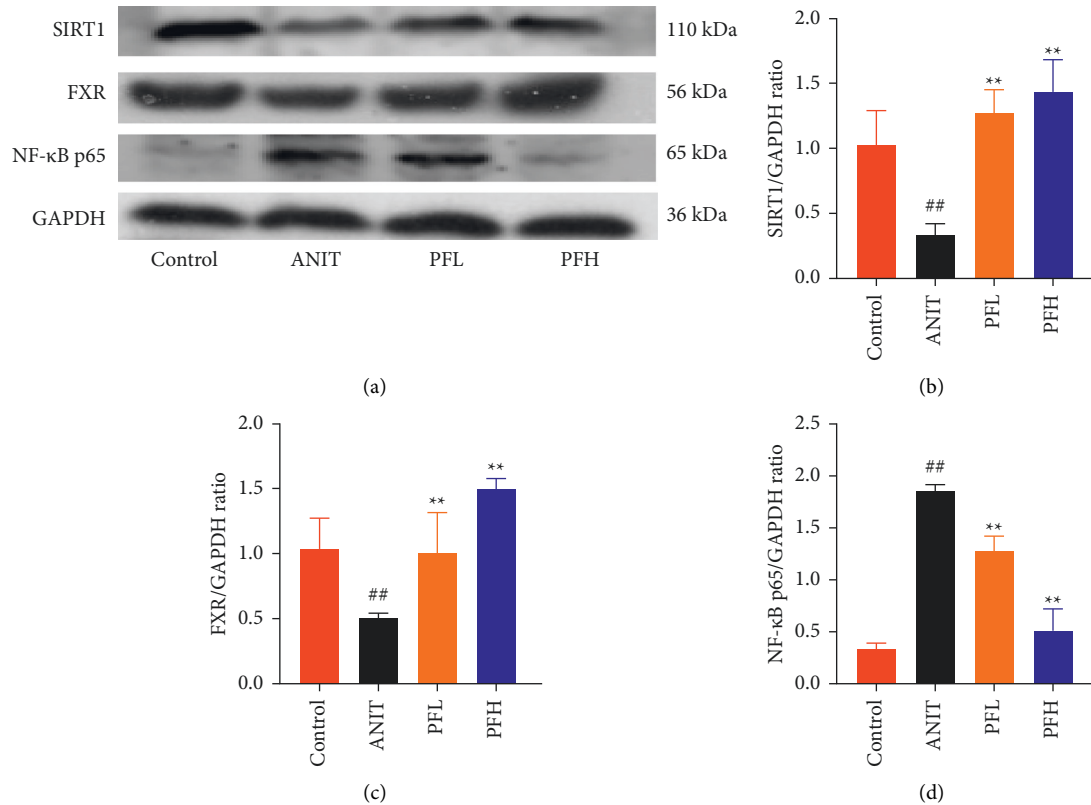 SIRT1
110 kDa
FXR
56 kDa
NF-κB p65
65 kDa
GAPDH
36 kDa
Control
ANIT
PFL
PFH
(a)
SIRT1/GAPDH ratio
2.0
1.5
1.0
0.5
0.0
##
**
**
Control
ANIT
PFL
PFH
(b)
FXR/GAPDH ratio
2.0
1.5
1.0
0.5
0.0
##
**
**
Control
ANIT
PFL
PFH
(c)
NF-κB p65/GAPDH ratio
2.5
2.0
1.5
1.0
0.5
0.0
##
**
**
Control
ANIT
PFL
PFH
(d)